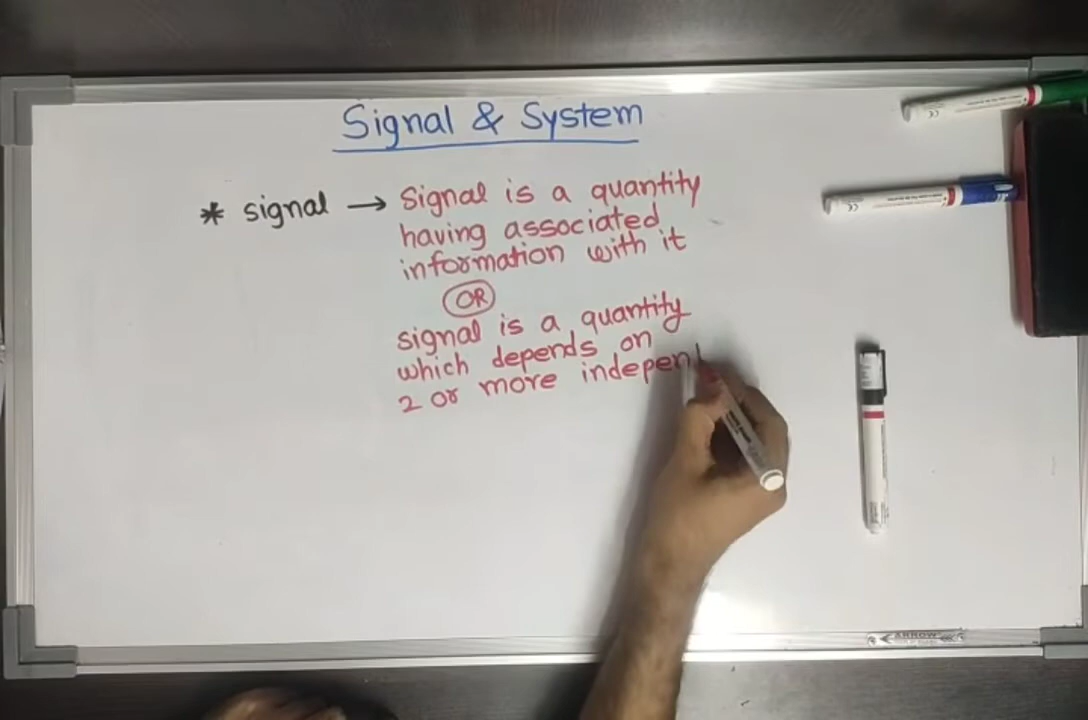 Signal & System
* signal → Signal is a quantity
having associated
information with it
OR
signal is a quantity
which depends on
2 or more indepen
ARROW